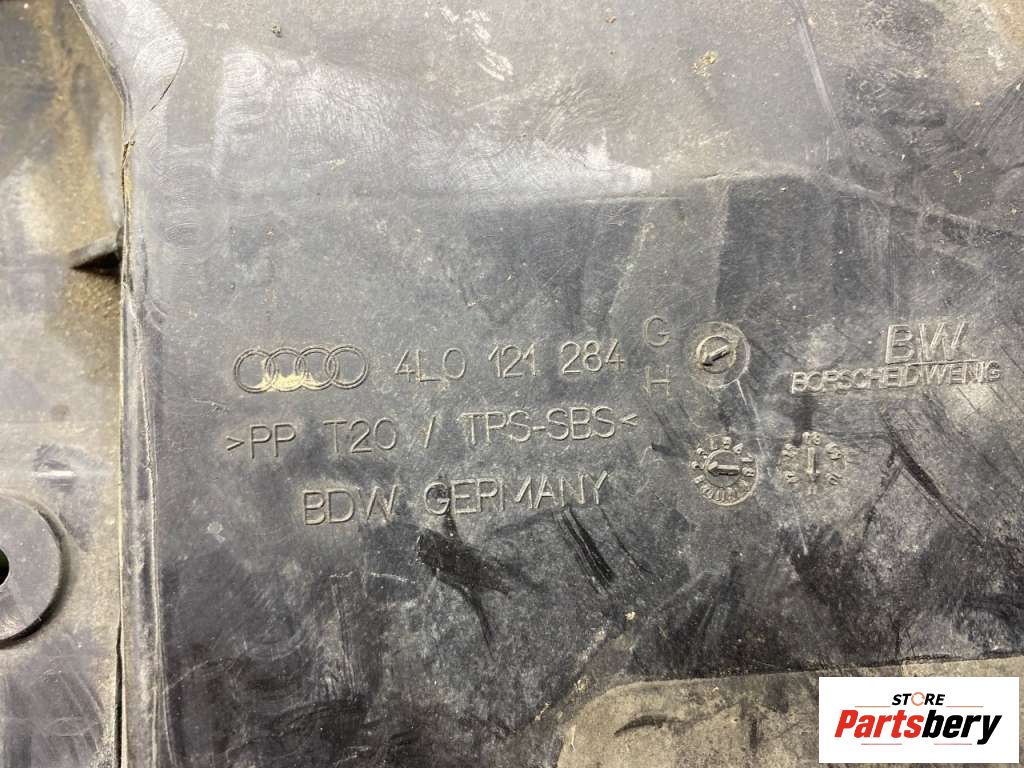 4L0 121 284
G
H
>PP T20 / TPS-SBS<
BDW GERMANY
BW
BORSCHEIDWENIG
STORE
Partsbery